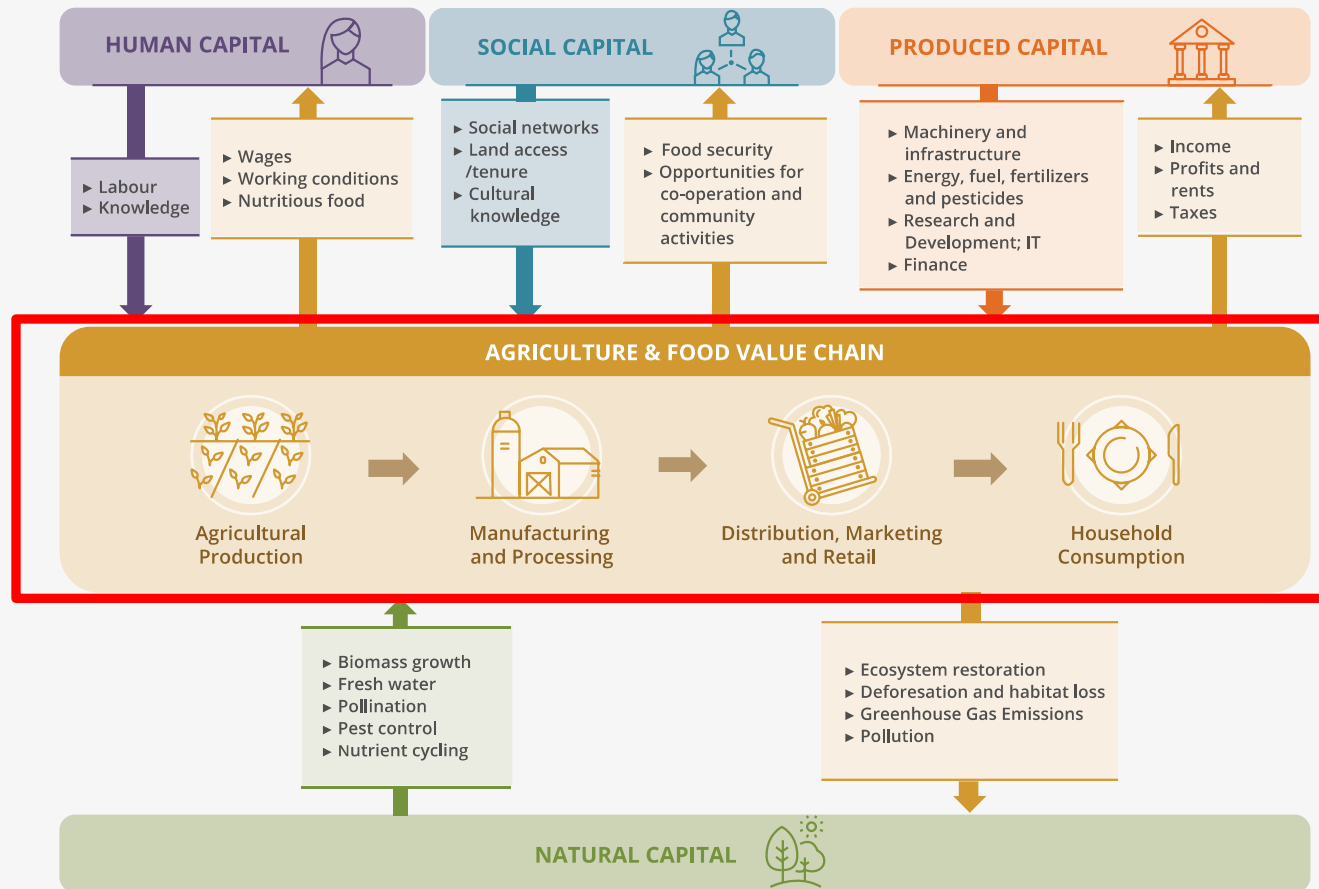 HUMAN CAPITAL
SOCIAL CAPITAL
PRODUCED CAPITAL
► Labour
► Knowledge
► Wages
► Working conditions
► Nutritious food
► Social networks
► Land access
/tenure
► Cultural
knowledge
► Food security
► Opportunities for
co-operation and
community
activities
► Machinery and
infrastructure
► Energy, fuel, fertilizers
and pesticides
► Research and
Development; IT
► Finance
► Income
► Profits and
rents
► Taxes
AGRICULTURE & FOOD VALUE CHAIN
Agricultural
Production
Manufacturing
and Processing
Distribution, Marketing
and Retail
Household
Consumption
► Biomass growth
► Fresh water
► Pollination
► Pest control
► Nutrient cycling
► Ecosystem restoration
► Deforesation and habitat loss
► Greenhouse Gas Emissions
► Pollution
NATURAL CAPITAL